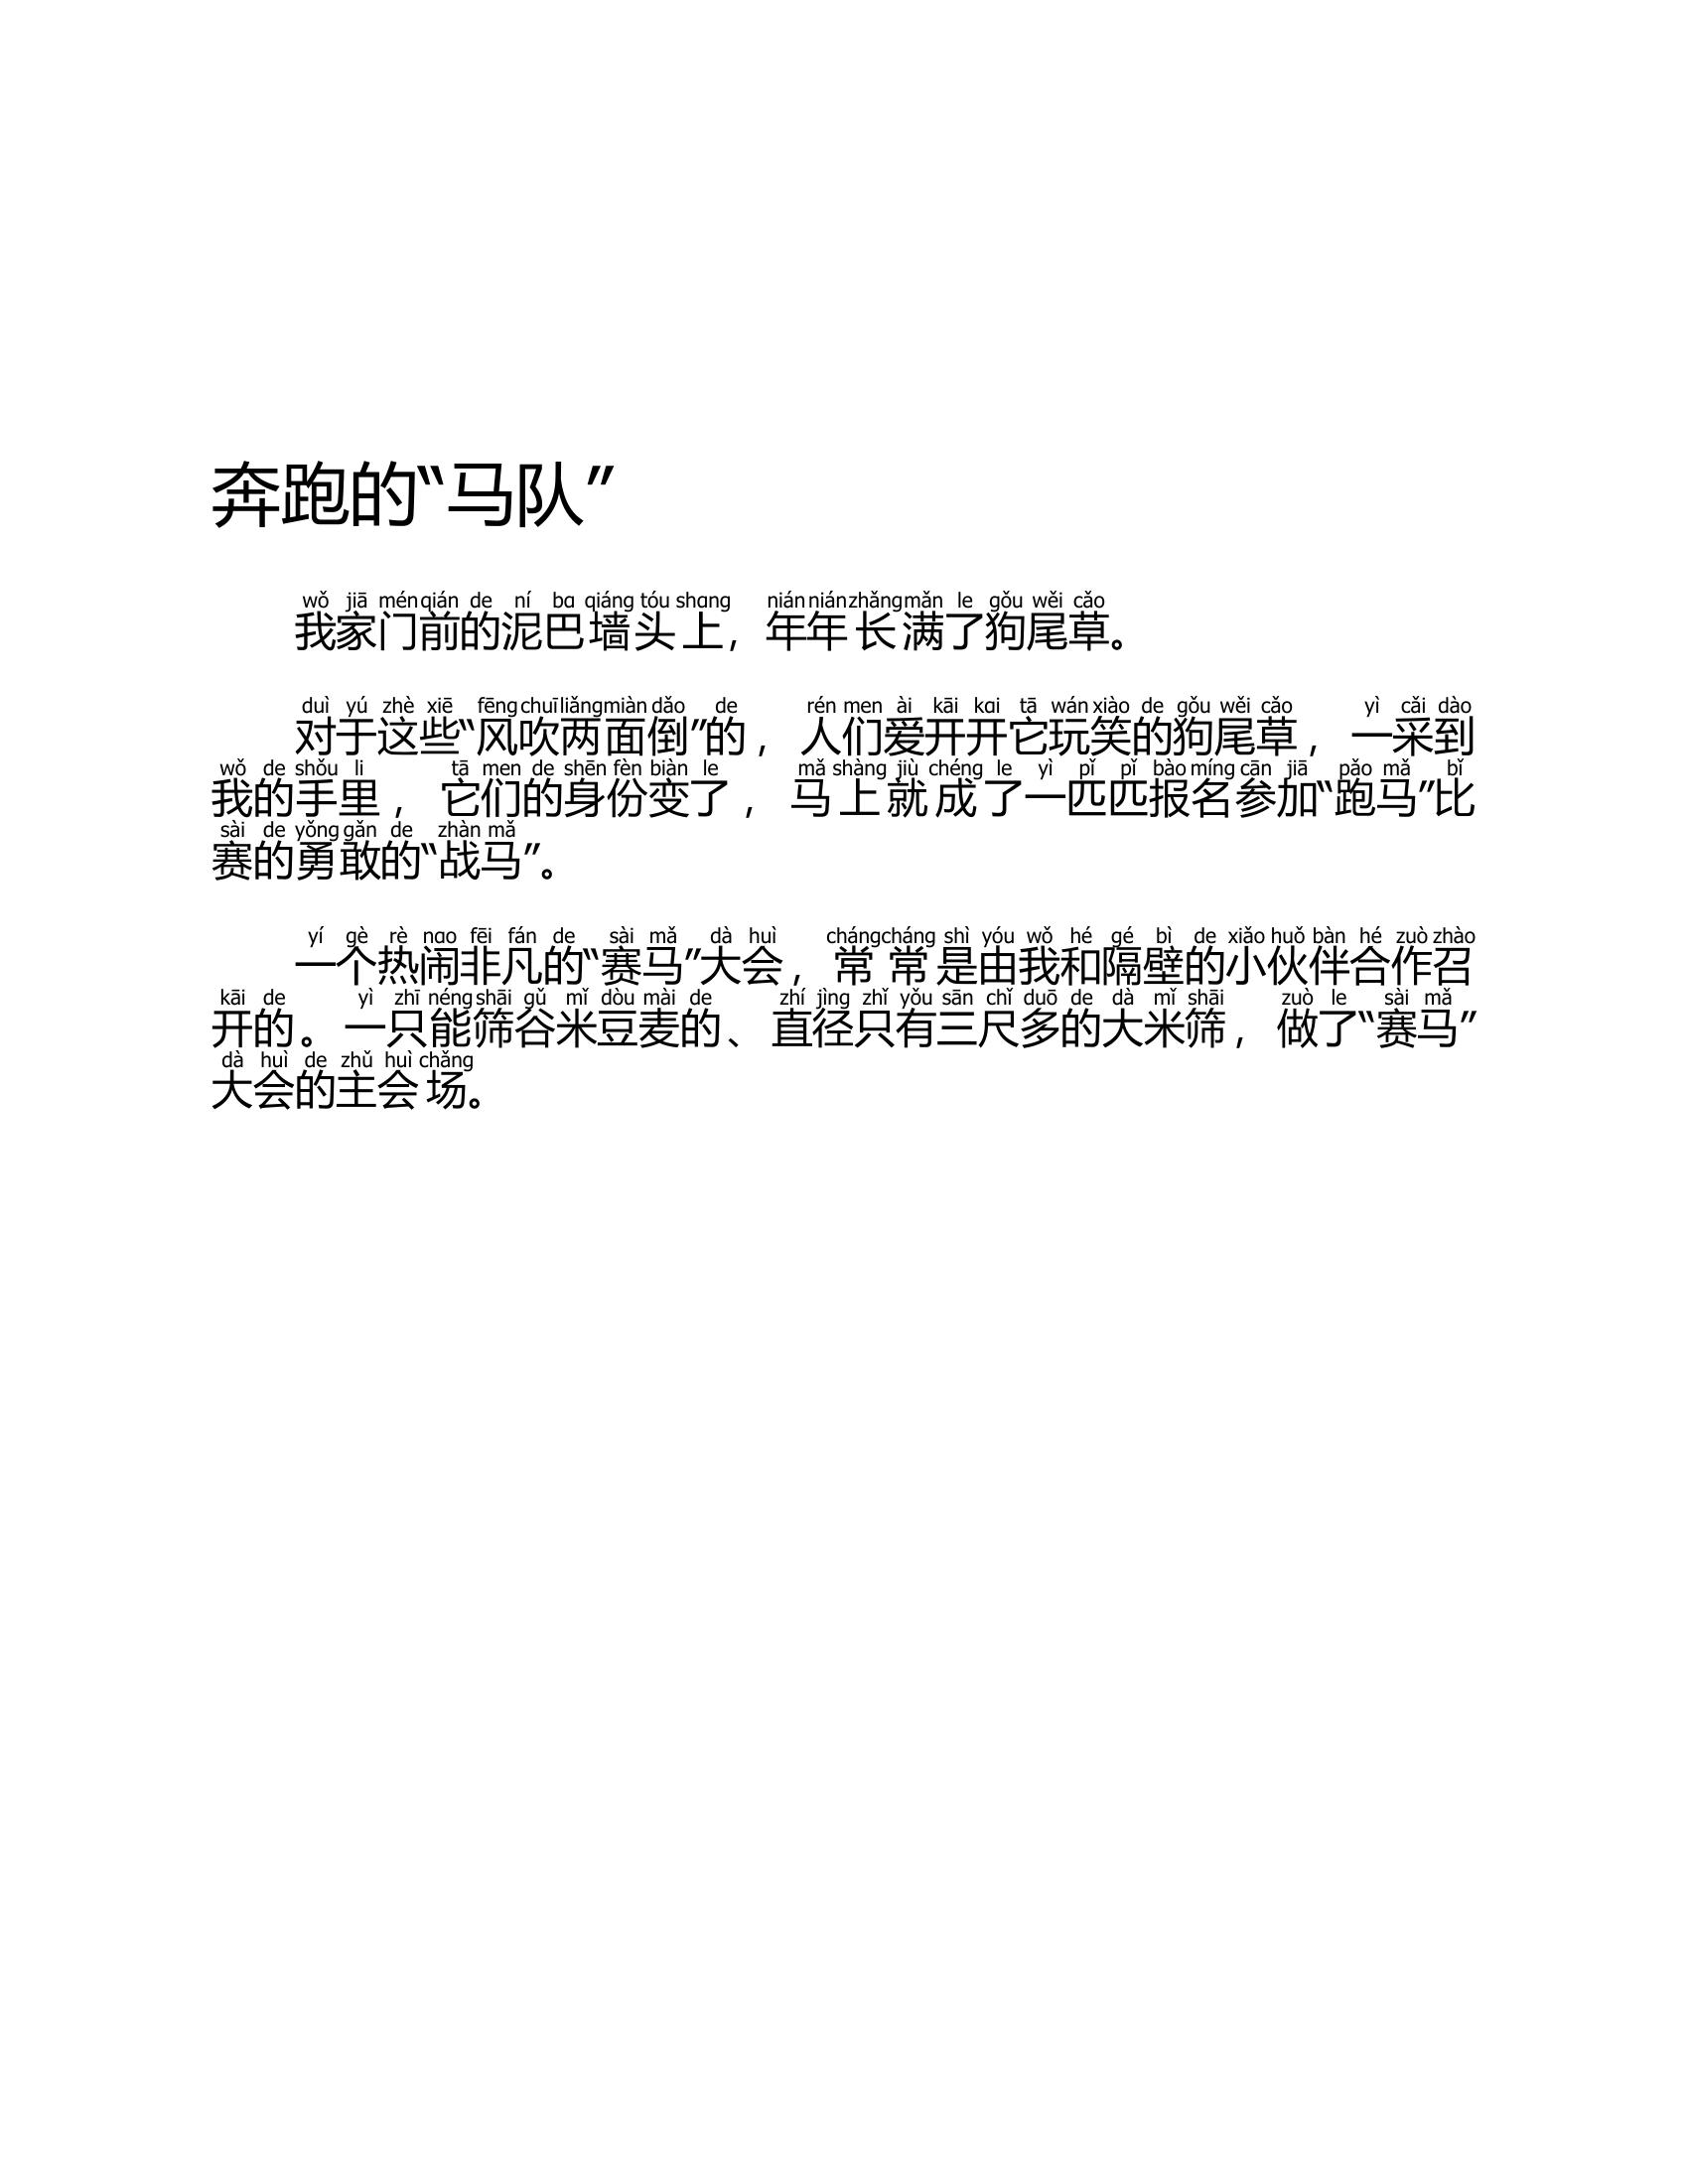 奔跑的“马队”
wǒ jiā mén qián de ní bɑ qiáng tóu shɑng nián nián zhǎng mǎn le gǒu wěi cǎo
我家门前的泥巴墙头上，年年长满了狗尾草。
duì yú zhè xiē fēng chuī liǎng miàn dǎo de rén men ài kāi kɑi tā wán xiào de gǒu wěi cǎo yì cǎi dào
对于这些“风吹两面倒”的，人们爱开开它玩笑的狗尾草，一采到
wǒ de shǒu li tā men de shēn fèn biàn le mǎ shàng jiù chéng le yì pǐ pǐ bào míng cān jiā pǎo mǎ bǐ
我的手里，它们的身份变了，马上就成了一匹匹报名参加“跑马”比
sài de yǒng gǎn de zhàn mǎ
赛的勇敢的“战马”。
yí gè rè nɑo fēi fán de sài mǎ dà huì cháng cháng shì yóu wǒ hé gé bì de xiǎo huǒ bàn hé zuò zhào
一个热闹非凡的“赛马”大会，常常是由我和隔壁的小伙伴合作召
kāi de yì zhī néng shāi gǔ mǐ dòu mài de zhí jìng zhǐ yǒu sān chǐ duō de dà mǐ shāi zuò le sài mǎ
开的。一只能筛谷米豆麦的、直径只有三尺多的大米筛，做了“赛马”
dà huì de zhǔ huì chǎng
大会的主会场。